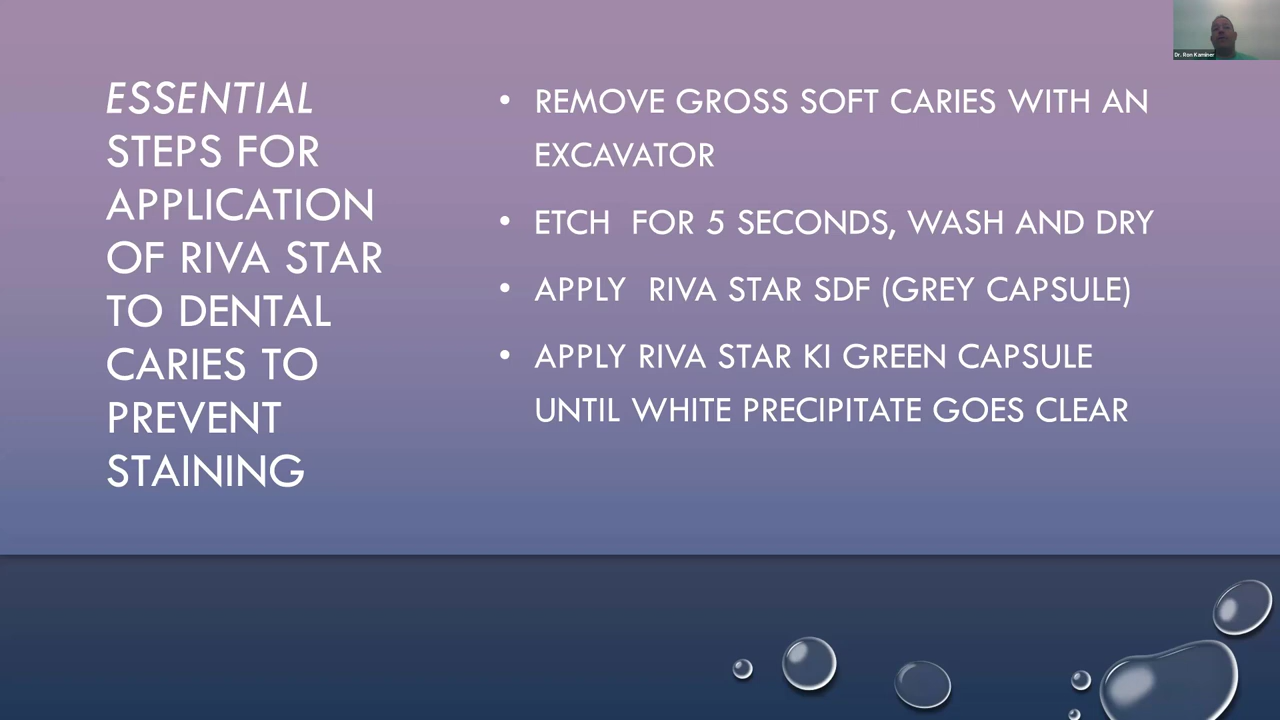 ESSENTIAL
STEPS FOR
APPLICATION
OF RIVA STAR
TO DENTAL
CARIES TO
PREVENT
STAINING
• REMOVE GROSS SOFT CARIES WITH AN
EXCAVATOR
• ETCH  FOR 5 SECONDS, WASH AND DRY
• APPLY  RIVA STAR SDF (GREY CAPSULE)
• APPLY RIVA STAR KI GREEN CAPSULE
UNTIL WHITE PRECIPITATE GOES CLEAR
Dr. Ron Kaminer